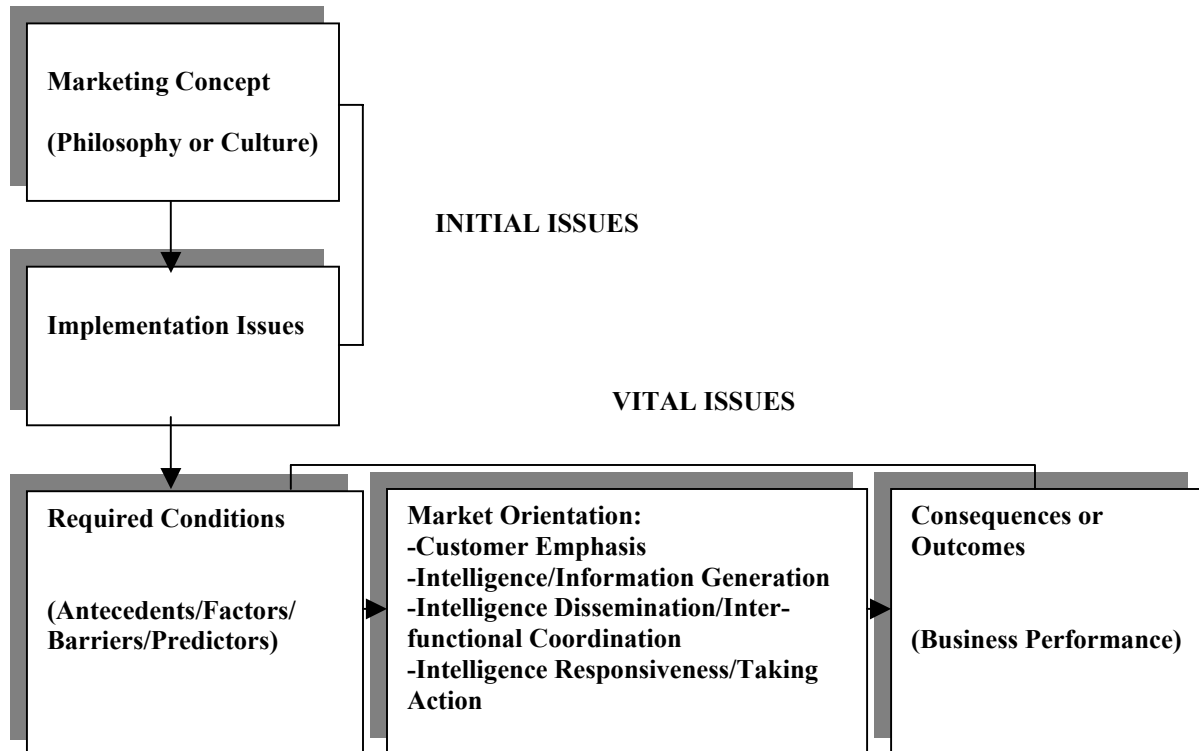 Marketing Concept
(Philosophy or Culture)
INITIAL ISSUES
Implementation Issues
VITAL ISSUES
Required Conditions
(Antecedents/Factors/
Barriers/Predictors)
Market Orientation:
-Customer Emphasis
-Intelligence/Information Generation
-Intelligence Dissemination/Inter-
functional Coordination
-Intelligence Responsiveness/Taking
Action
Consequences or
Outcomes
(Business Performance)